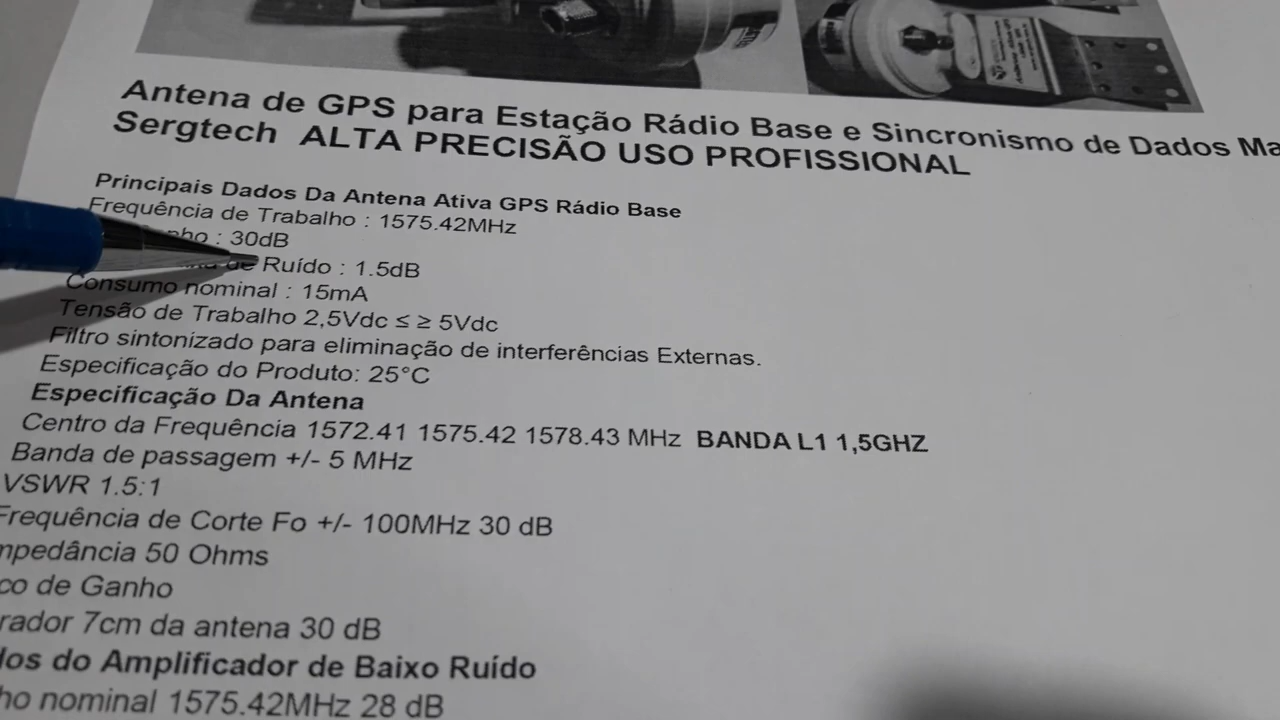 Antena de GPS para Estação Rádio Base e Sincronismo de Dados Ma
Sergtech ALTA PRECISÃO USO PROFISSIONAL
Principais Dados Da Antena Ativa GPS Rádio Base
Frequência de Trabalho : 1575.42MHz
nho : 30dB
de Ruído : 1.5dB
Consumo nominal : 15mA
Tensão de Trabalho 2,5Vdc ≤ ≥ 5Vdc
Filtro sintonizado para eliminação de interferências Externas.
Especificação do Produto: 25°C
Especificação Da Antena
Centro da Frequência 1572.41 1575.42 1578.43 MHz BANDA L1 1,5GHZ
Banda de passagem +/- 5 MHz
VSWR 1.5:1
Frequência de Corte Fo +/- 100MHz 30 dB
mpedância 50 Ohms
co de Ganho
rador 7cm da antena 30 dB
dos do Amplificador de Baixo Ruído
ho nominal 1575.42MHz 28 dB